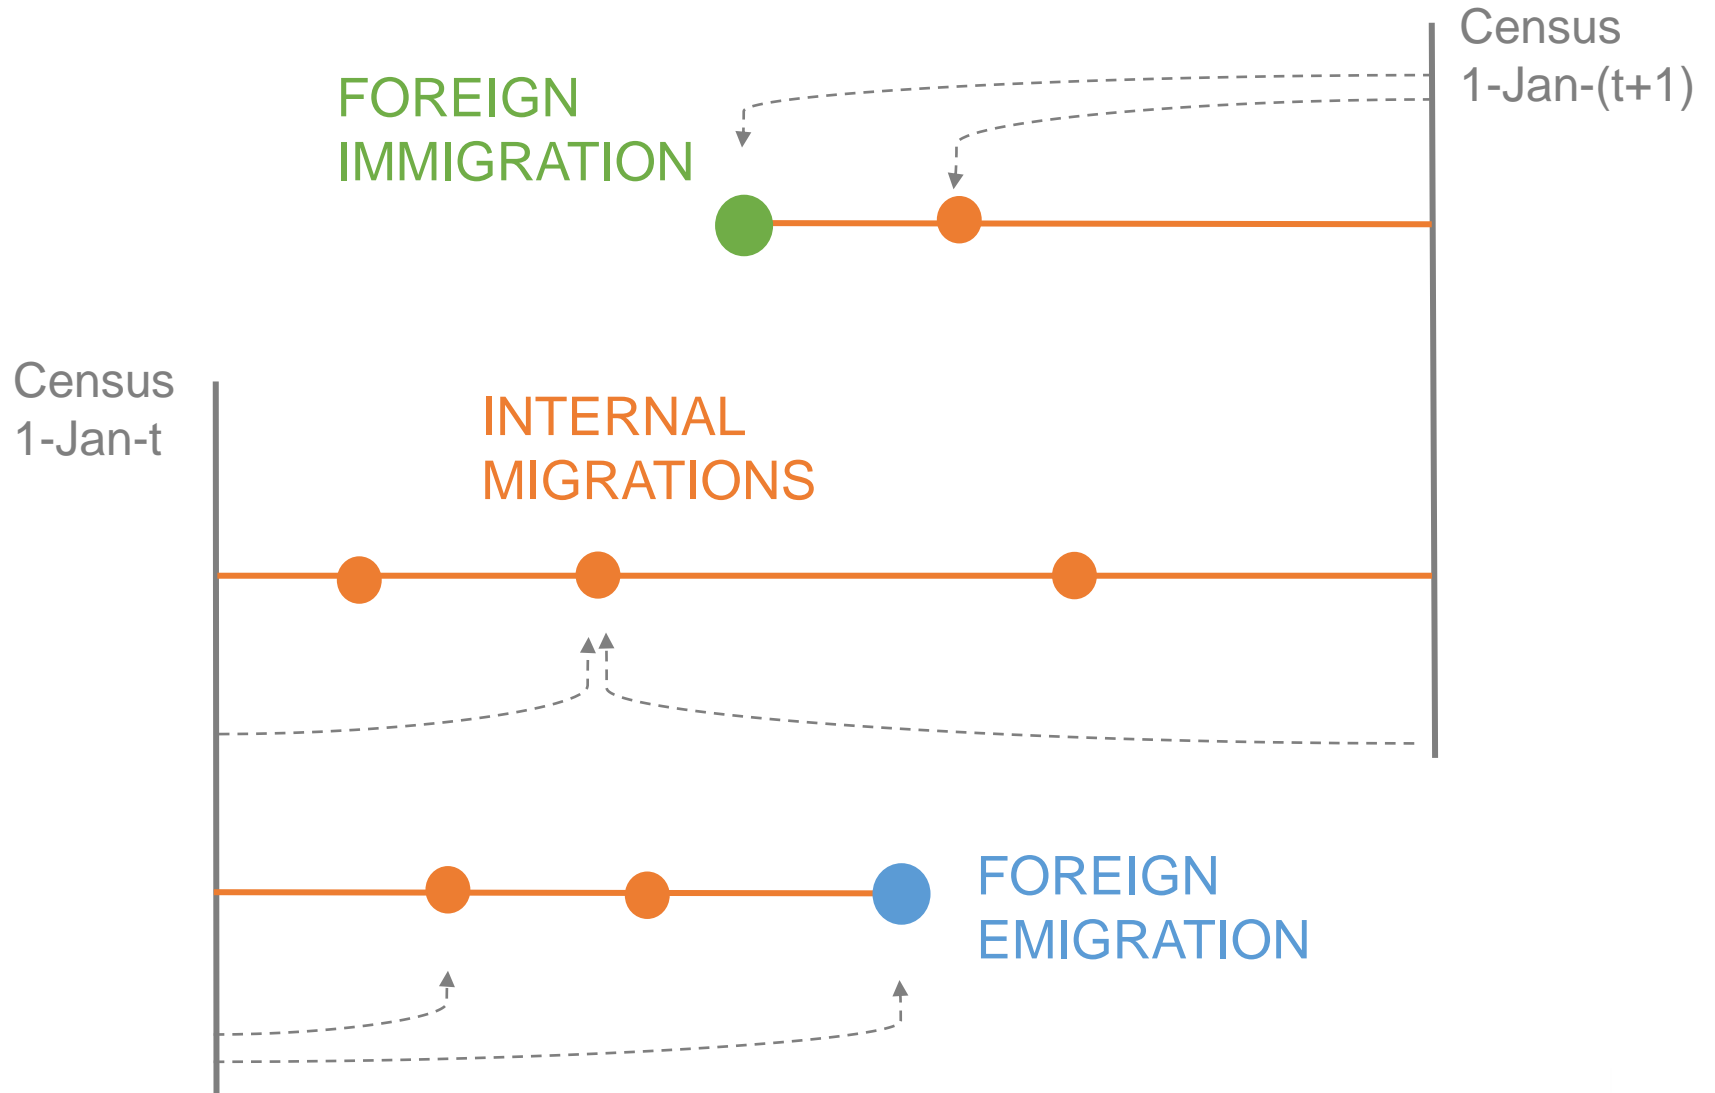 Census
1-Jan-(t+1)
FOREIGN
IMMIGRATION
Census
1-Jan-t
INTERNAL
MIGRATIONS
FOREIGN
EMIGRATION